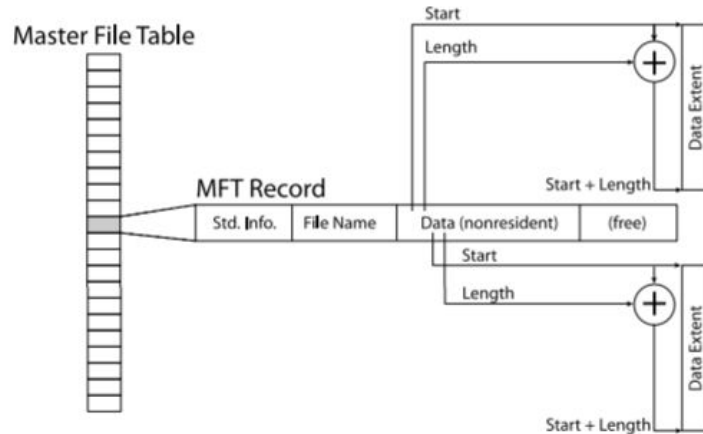 Start
Master File Table
Length
Data Extent
Start + Length
MFT Record
Std. Info.
File Name
Data (nonresident)
(free)
Start
Length
Data Extent
Start + Length